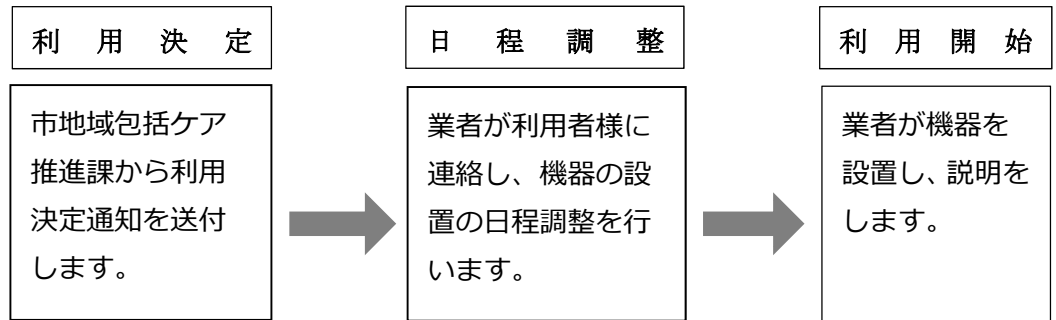 利用決定
市地域包括ケア
推進課から利用
決定通知を送付
します。
日程調整
業者が利用者様に
連絡し、機器の設
置の日程調整を行
います。
利用開始
業者が機器を
設置し、説明を
します。